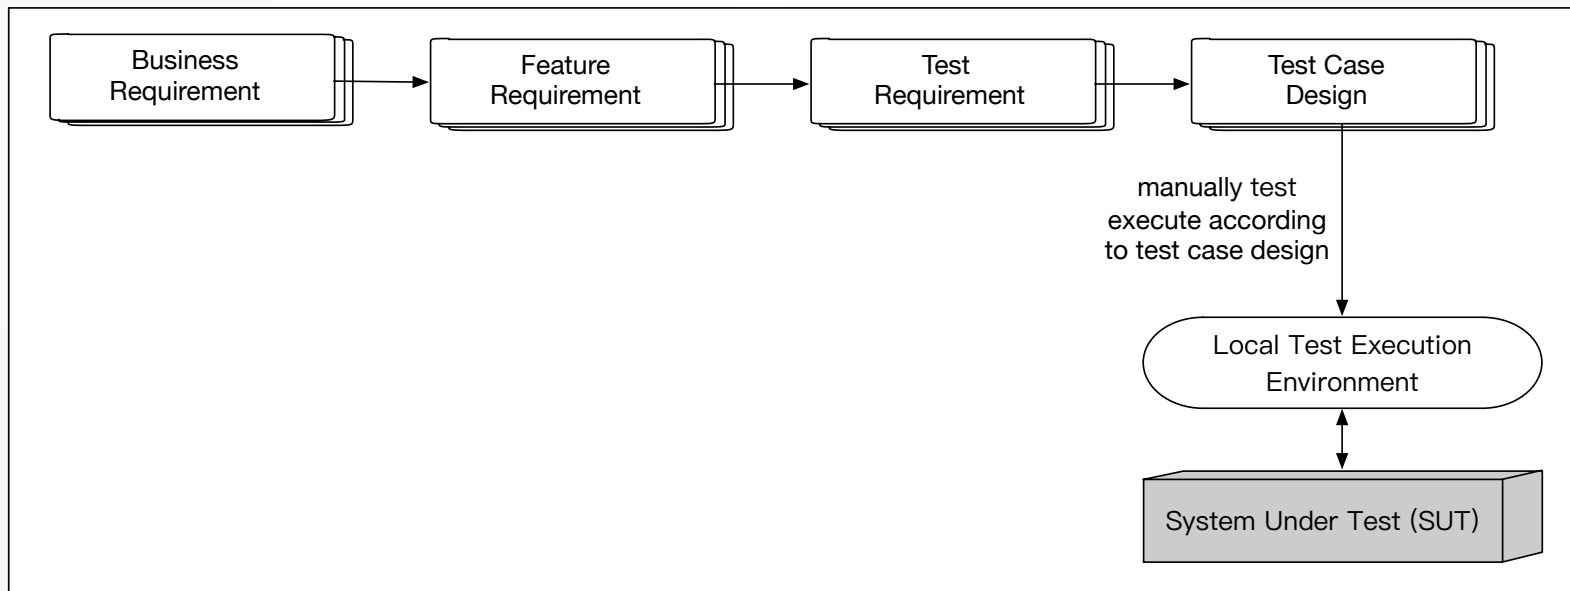 Business
Requirement
Feature
Requirement
Test
Requirement
Test Case
Design
manually test
execute according
to test case design
Local Test Execution
Environment
System Under Test (SUT)